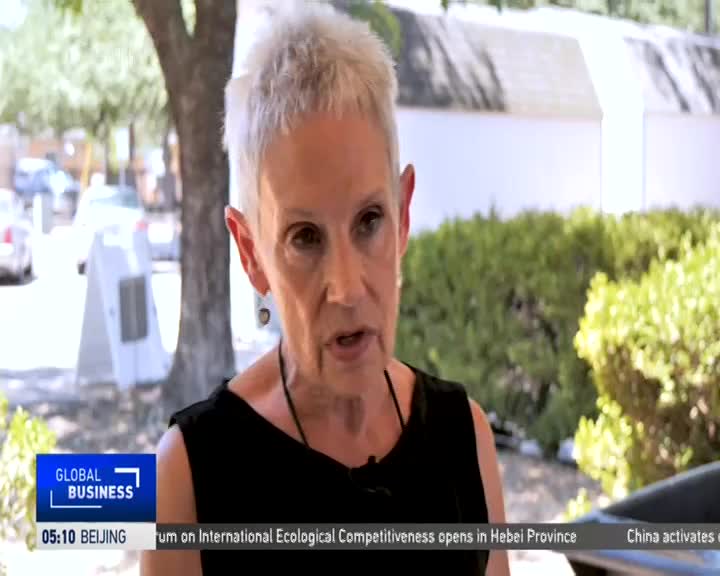 GLOBAL
BUSINESS
05:10 BEIJING
rum on International Ecological Competitiveness opens in Hebei Province China activates